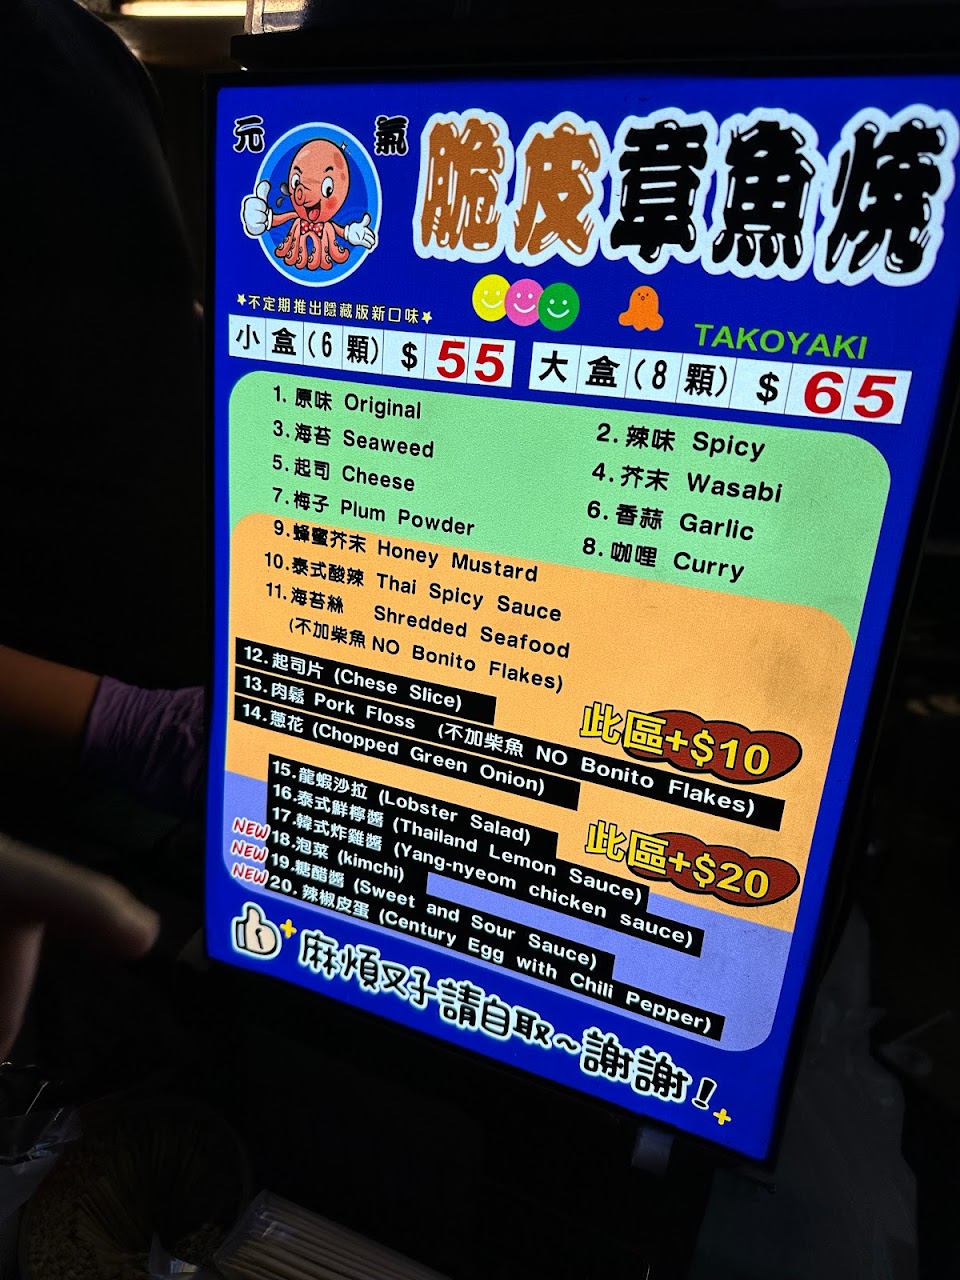 元 氣
脆皮章魚燒
★不定期推出隱藏版新口味★
TAKOYAKI
小盒(6顆) $55 大盒(8顆) $65
1.原味 Original
2.辣味 Spicy
3.海苔 Seaweed
4.芥末 Wasabi
5.起司 Cheese
6.香蒜 Garlic
7.梅子 Plum Powder
8.咖哩 Curry
9.蜂蜜芥末 Honey Mustard
10.泰式酸辣 Thai Spicy Sauce
11.海苔絲 Shredded Seafood
(不加柴魚 NO Bonito Flakes)
12.起司片 (Chese Slice)
13.肉鬆 Pork Floss (不加柴魚 NO Bonito Flakes)
14.蔥花 (Chopped Green Onion)
此區+$10
15.龍蝦沙拉 (Lobster Salad)
16.泰式鮮檸醬 (Thailand Lemon Sauce)
17.韓式炸雞醬 (Yang-nyeom chicken sauce)
NEW 18.泡菜 (kimchi)
NEW 19.糖醋醬 (Sweet and Sour Sauce)
NEW 20.辣椒皮蛋 (Century Egg with Chili Pepper)
此區+$20
麻煩叉子請自取~謝謝!